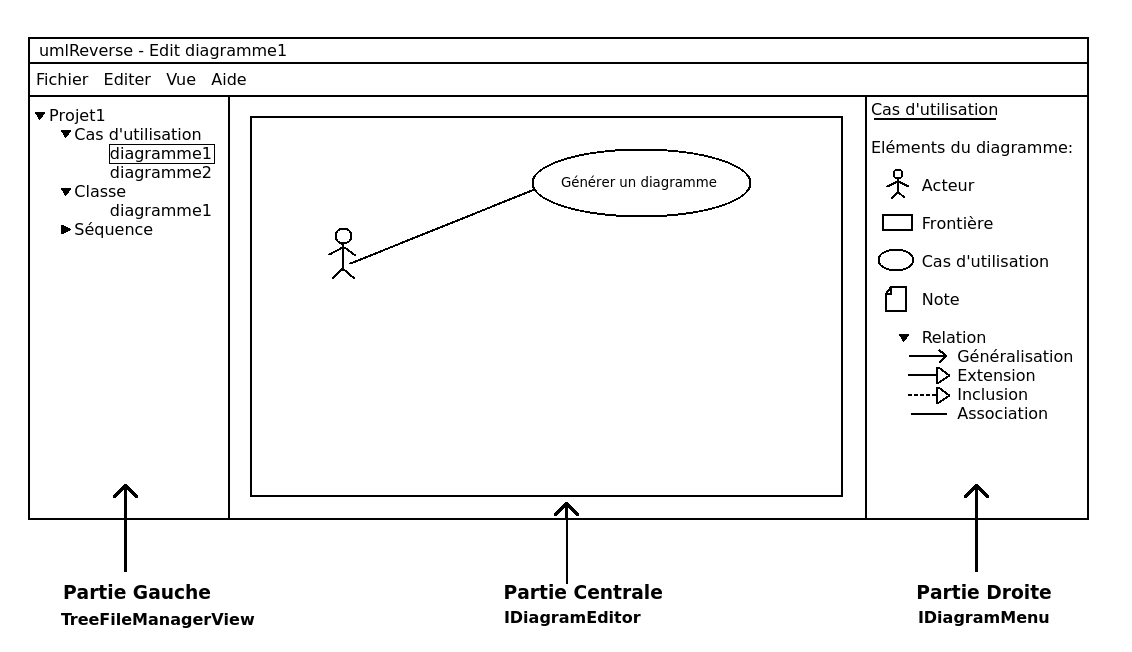 umlReverse - Edit diagramme1
Fichier Editer Vue Aide
Projet1
Cas d'utilisation
diagramme1
diagramme2
Classe
diagramme1
Séquence
Générer un diagramme
Cas d'utilisation
Eléments du diagramme:
Acteur
Frontière
Cas d'utilisation
Note
Relation
Généralisation
Extension
Inclusion
Association
Partie Gauche
TreeFileManagerView
Partie Centrale
IDiagramEditor
Partie Droite
IDiagramMenu